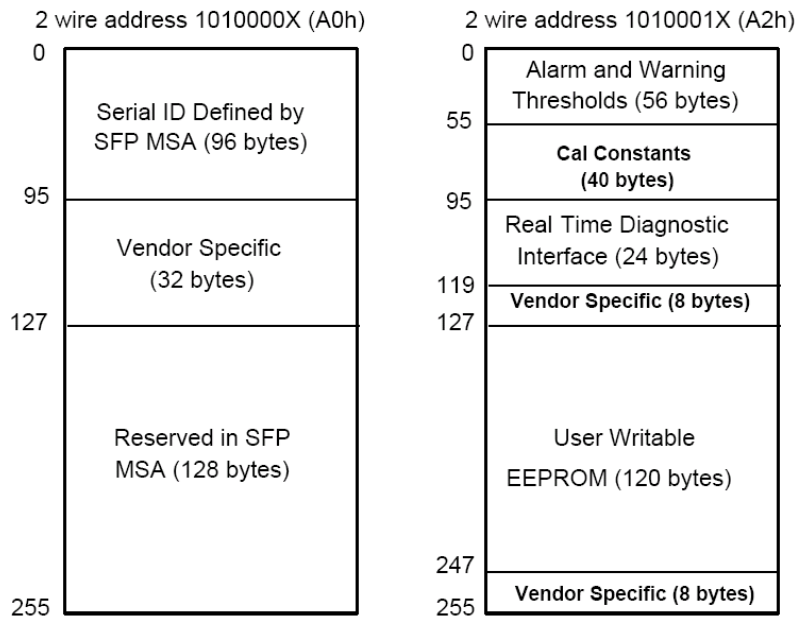 2 wire address 1010000X (A0h)
0
Serial ID Defined by
SFP MSA (96 bytes)
95
Vendor Specific
(32 bytes)
127
Reserved in SFP
MSA (128 bytes)
255
2 wire address 1010001X (A2h)
0
Alarm and Warning
Thresholds (56 bytes)
55
Cal Constants
(40 bytes)
95
Real Time Diagnostic
Interface (24 bytes)
119
Vendor Specific (8 bytes)
127
User Writable
EEPROM (120 bytes)
247
Vendor Specific (8 bytes)
255